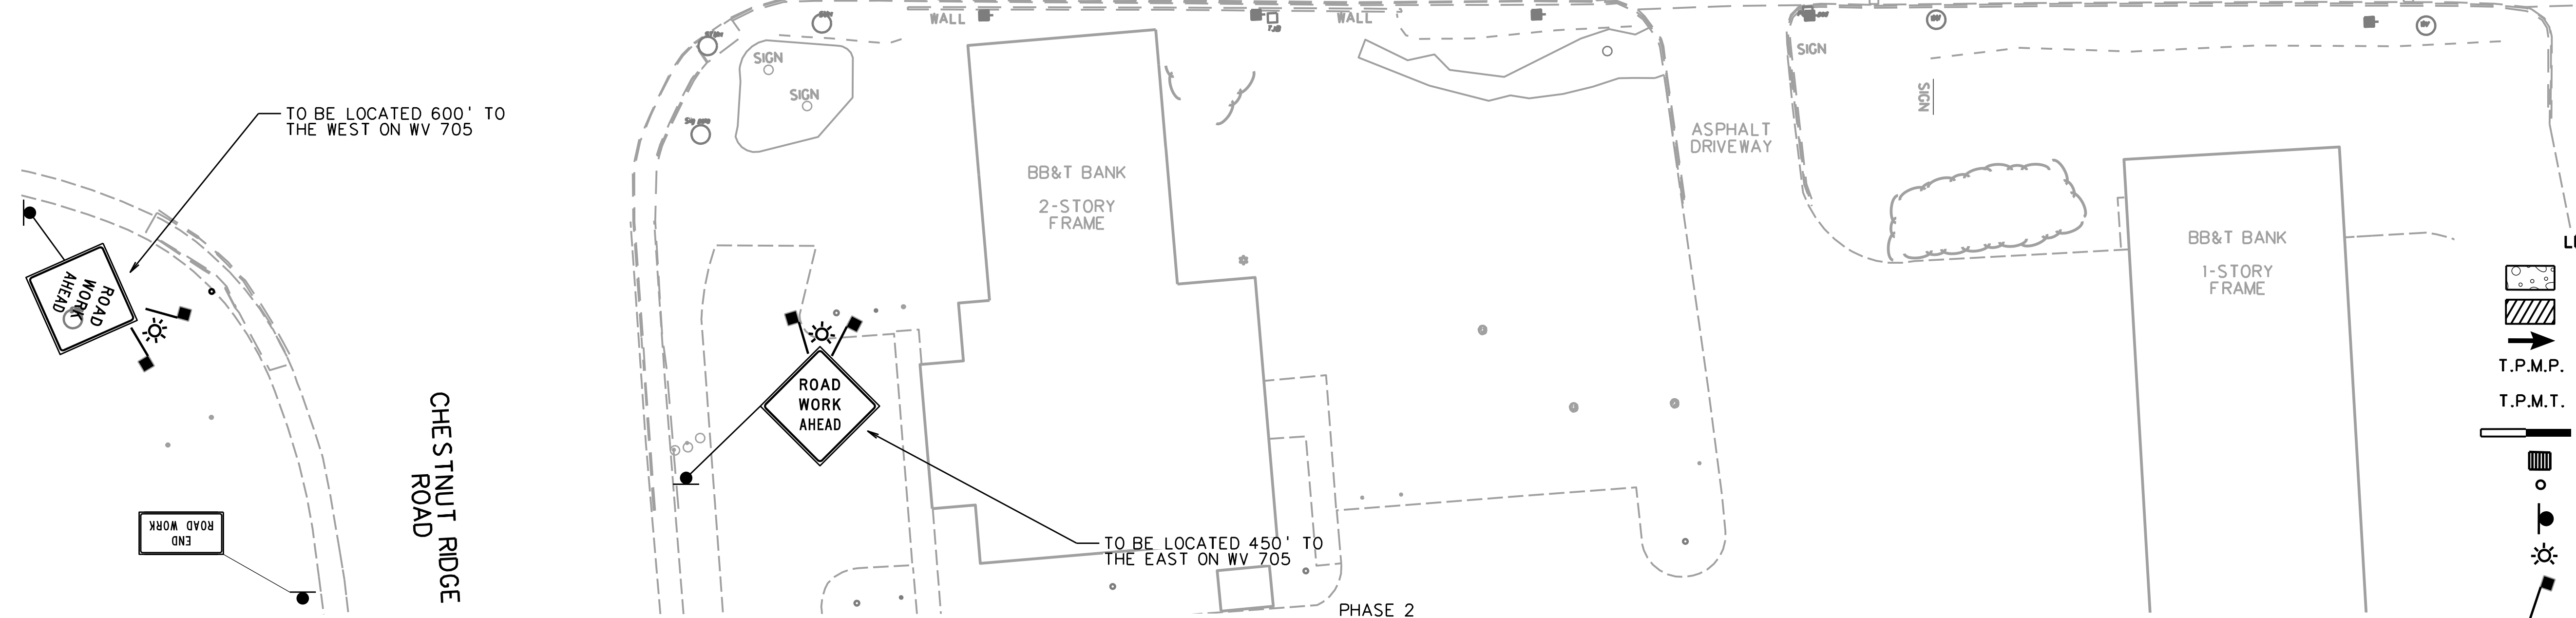 WALL
WALL
TJB
SIGN
SIGN
SIGN
SIGN
TO BE LOCATED 600' TO
THE WEST ON WV 705
ASPHALT
DRIVEWAY
BB&T BANK
2-STORY
FRAME
BB&T BANK
1-STORY
FRAME
ROAD
WORK
AHEAD
ROAD
WORK
AHEAD
T.P.M.P.
T.P.M.T.
CHESTNUT RIDGE
ROAD
END
ROAD WORK
TO BE LOCATED 450' TO
THE EAST ON WV 705
PHASE 2